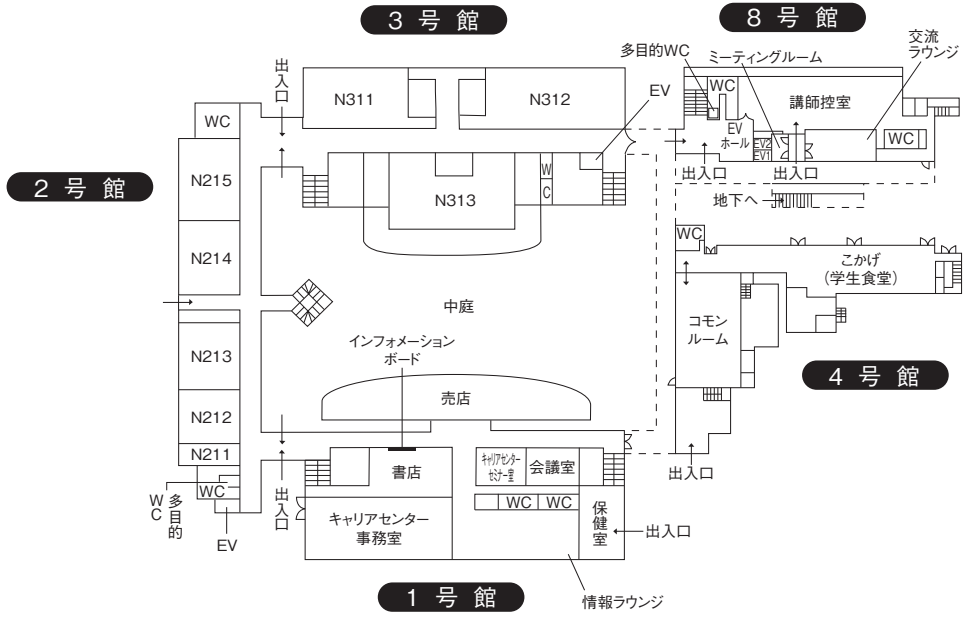 3号館
8号館
多目的WC
ミーティングルーム
交流
ラウンジ
出入口
N311
N312
EV
WC
講師控室
EV
ホール
EV2
EV1
WC
WC
2号館
N215
N313
WC
出入口
出入口
地下へ
N214
WC
こかげ
(学生食堂)
中庭
コモン
ルーム
インフォメーション
ボード
N213
4号館
売店
N212
N211
書店
キャリアセンター
セミナー室
会議室
出入口
WC
WC
WC
多目的
WC
出入口
キャリアセンター
事務室
保健室
出入口
EV
1号館
情報ラウンジ